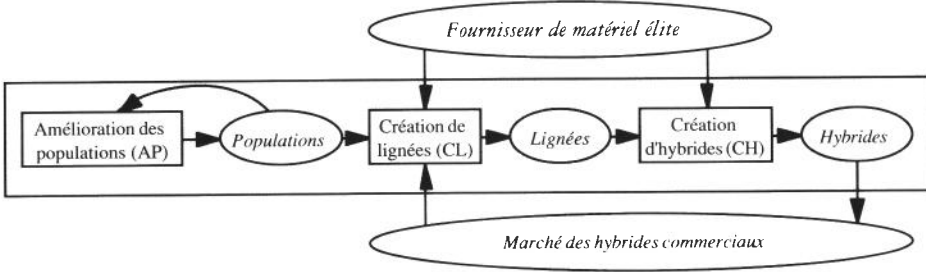 Fournisseur de matériel élite
Amélioration des
populations (AP)
Populations
Création de
lignées (CL)
Lignées
Création
d'hybrides (CH)
Hybrides
Marché des hybrides commerciaux